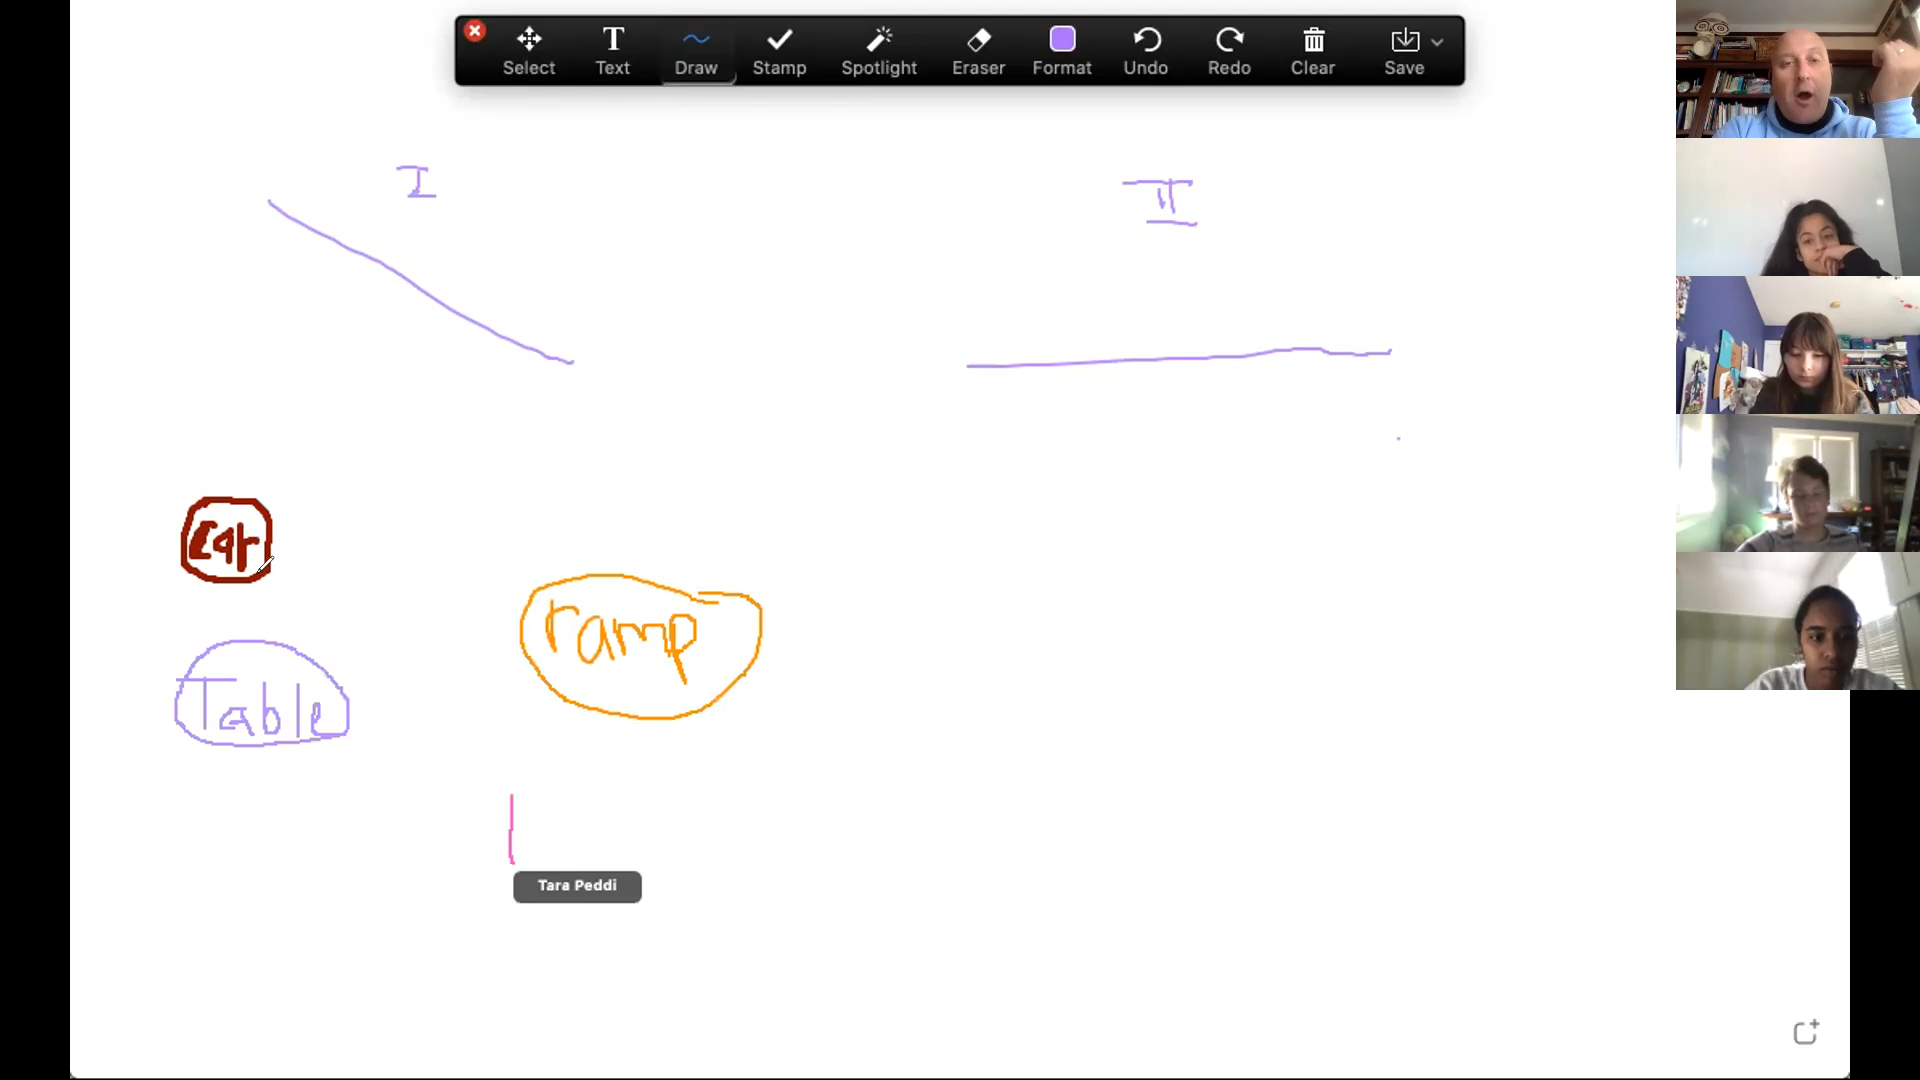 Select Text Draw Stamp Spotlight Eraser Format Undo Redo Clear Save
I
II
Car
ramp
Table
Tara Peddi